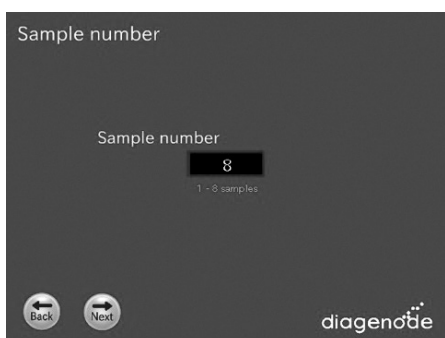 Sample number
Sample number
8
1 - 8 samples
Back
Next
diagenode